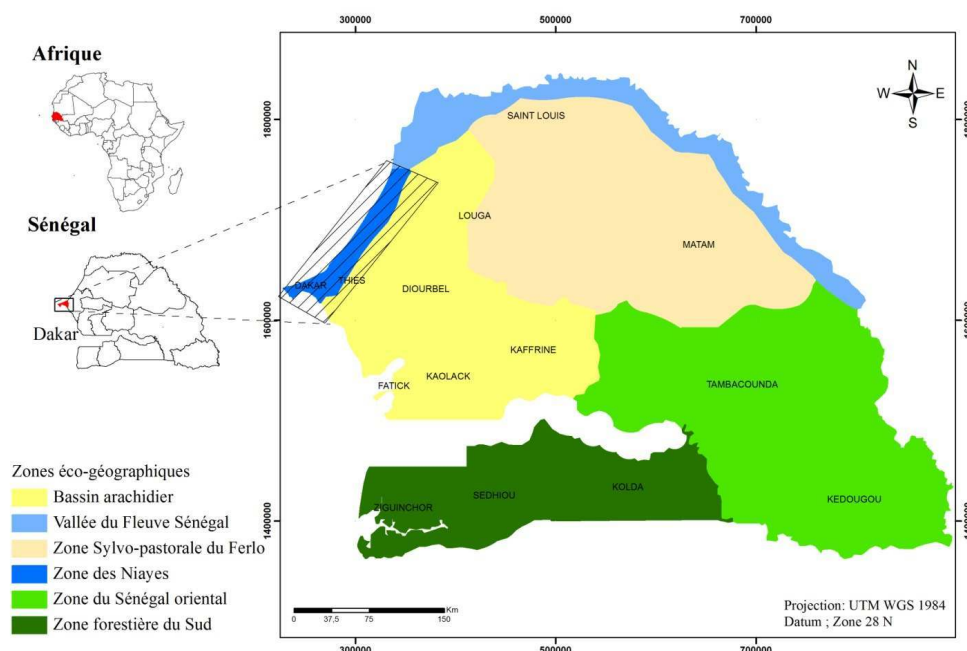 Afrique
Sénégal
Dakar
300000
500000
700000
N
W
E
S
1800000
1800000
SAINT LOUIS
LOUGA
MATAM
DAKAR
THIES
DIOURBEL
1600000
1600000
KAFFRINE
KAOLACK
FATICK
TAMBACOUNDA
ZIGUINCHOR
SEDHIOU
KOLDA
KEDOUGOU
1400000
1400000
Zones éco-géographiques
Bassin arachidier
Vallée du Fleuve Sénégal
Zone Sylvo-pastorale du Ferlo
Zone des Niayes
Zone du Sénégal oriental
Zone forestière du Sud
Km
0
37,5
75
150
Projection: UTM WGS 1984
Datum ; Zone 28 N
300000
500000
700000